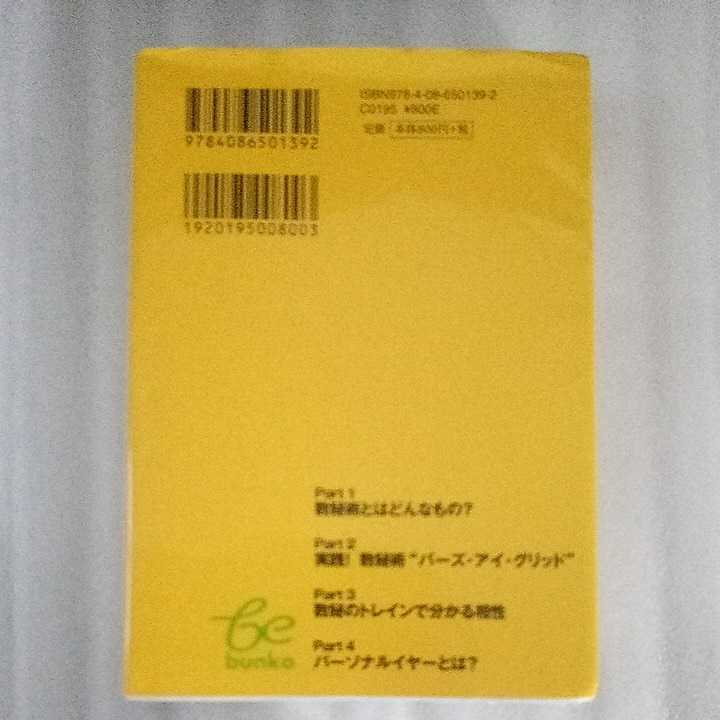 ISBN978-4-08-650139-2
C0195 ¥800E
定価 本体800円+税
9784086501392
1920195008003
Part 1
数秘術とはどんなもの？
Part 2
実践！ 数秘術“バーズ・アイ・グリッド”
Part 3
数秘のトレインで分かる相性
Part 4
パーソナルイヤーとは？
be
bunko